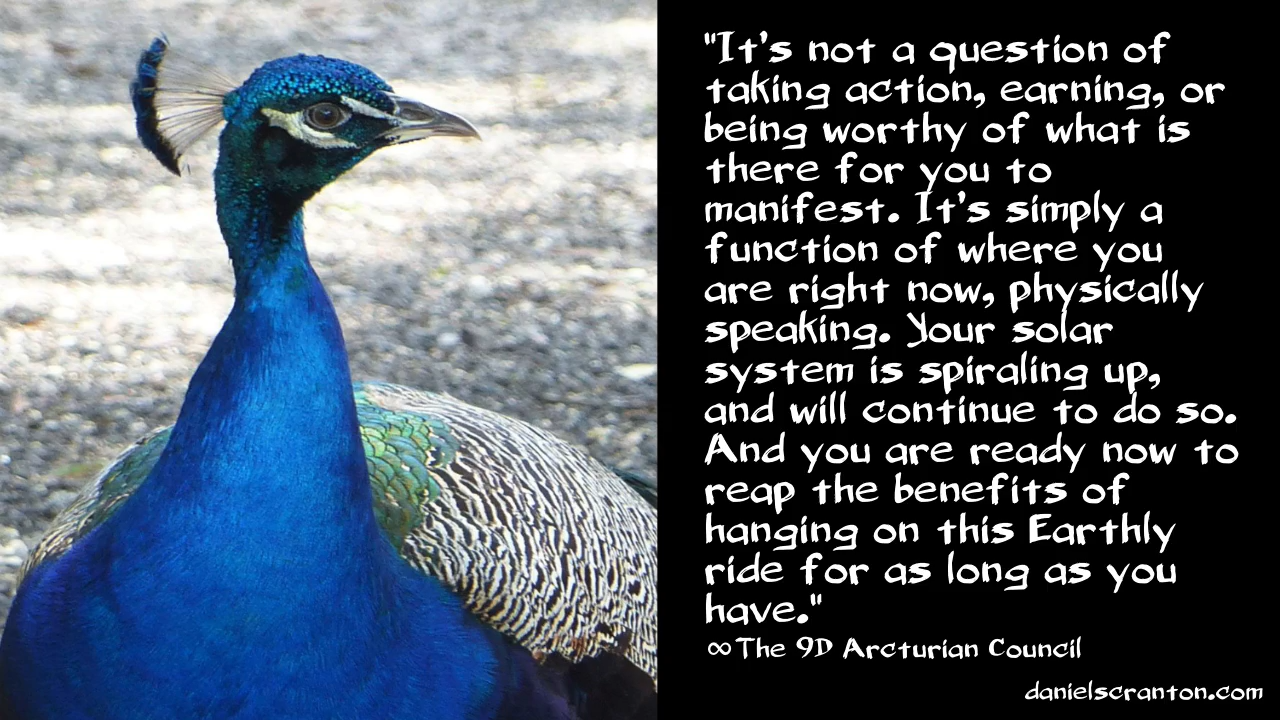 "It's not a question of
taking action, earning, or
being worthy of what is
there for you to
manifest. It's simply a
function of where you
are right now, physically
speaking. Your solar
system is spiraling up,
and will continue to do so.
And you are ready now to
reap the benefits of
hanging on this Earthly
ride for as long as you
have."
∞The 9D Arcturian Council
danielscranton.com